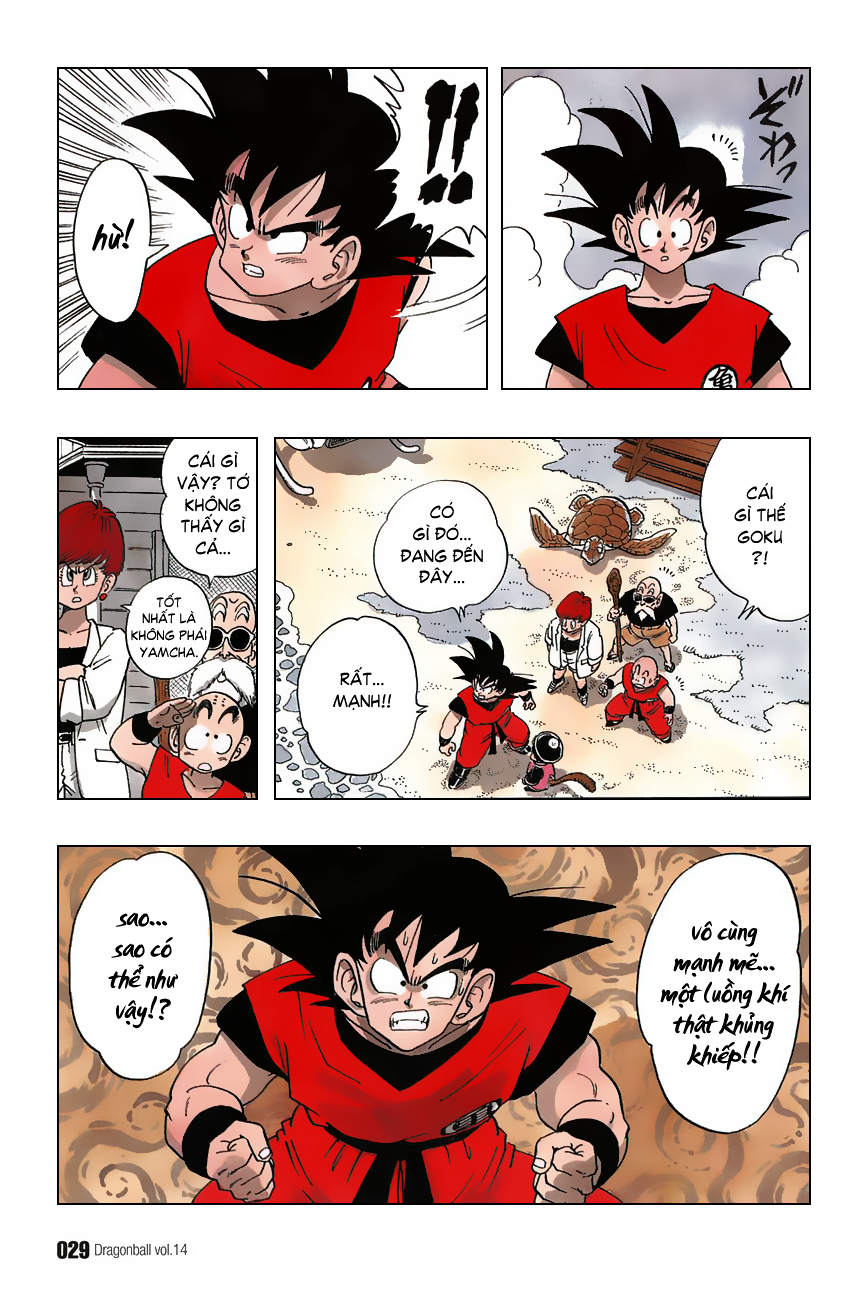 ぞわっ
亀
!!
hừ!
CÁI
GÌ THẾ
GOKU
?!
CÓ
GÌ ĐÓ...
ĐANG ĐẾN
ĐÂY...
RẤT...
MẠNH!!
CÁI GÌ
VẬY? TỚ
KHÔNG
THẤY GÌ
CẢ...
TỐT
NHẤT LÀ
KHÔNG PHẢI
YAMCHA.
vô cùng
mạnh mẽ...
một luồng khí
thật khủng
khiếp!!
sao...
sao có
thể như
vậy!?
029 Dragonball vol.14